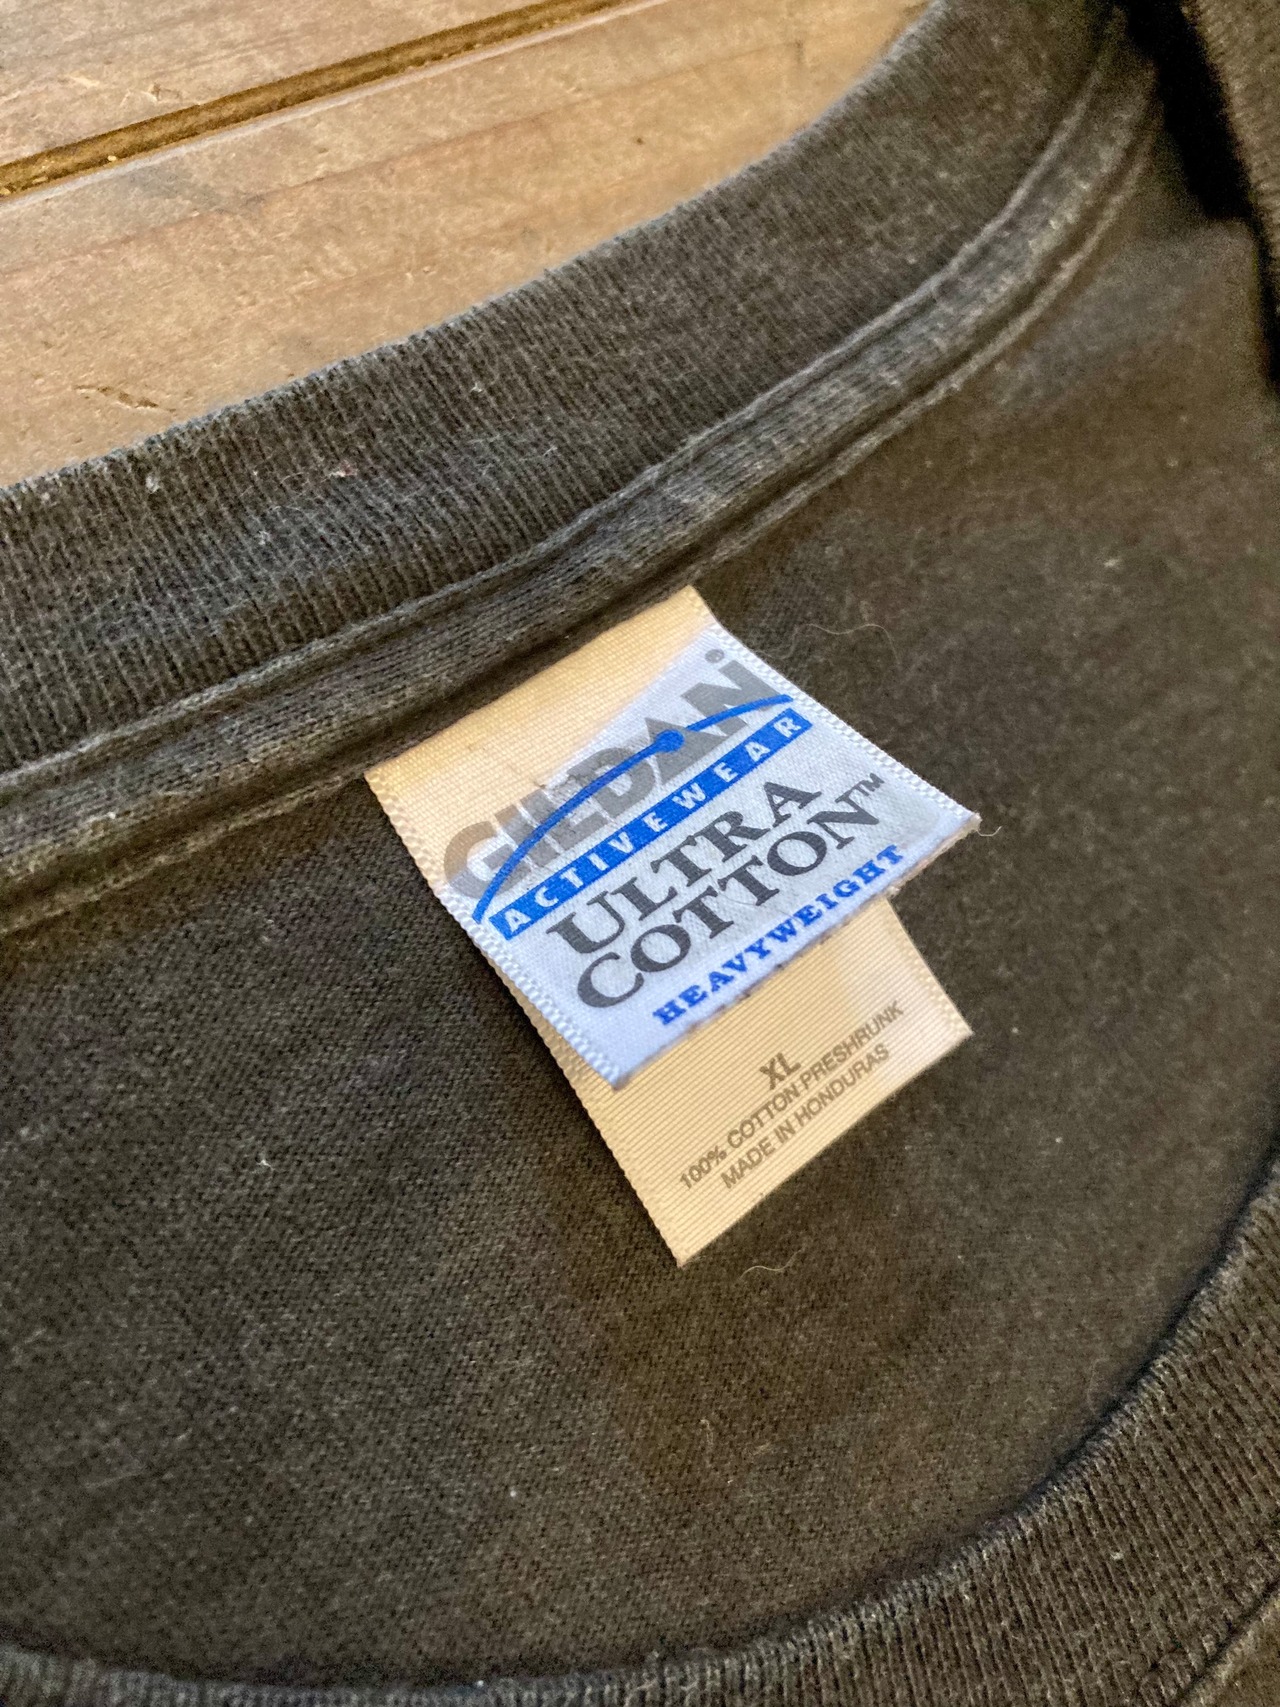 GILDAN
ACTIVEWEAR
ULTRA
COTTON™
HEAVYWEIGHT
XL
100% COTTON PRESHRUNK
MADE IN HONDURAS